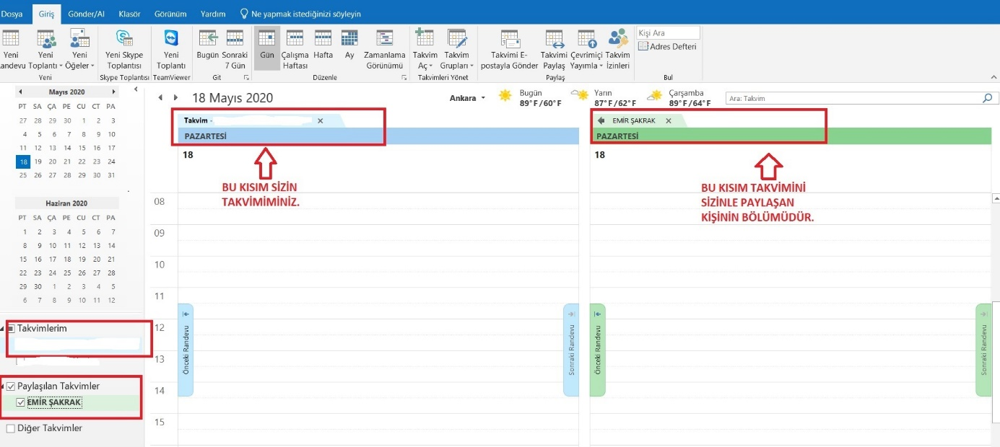 Dosya Giriş Gönder/Al Klasör Görünüm Yardım Ne yapmak istediğinizi söyleyin
Yeni Yeni Yeni Yeni Skype Yeni Bugün Sonraki Gün Çalışma Hafta Ay Zamanlama Takvim Takvim Takvimi E- Takvimi Çevrimiçi Takvim Kişi Ara
andevu Toplantı Öğeler Toplantısı Toplantı 7 Gün Haftası Görünümü Aç Grupları postayla Gönder Paylaş Yayımla İzinleri Adres Defteri
Yeni Skype Toplantısı TeamViewer Git Düzenle Takvimleri Yönet Paylaş Bul
Mayıs 2020
PT SA ÇA PE CU CT PA
27 28 29 30 1 2 3
4 5 6 7 8 9 10
11 12 13 14 15 16 17
18 19 20 21 22 23 24
25 26 27 28 29 30 31
Haziran 2020
PT SA ÇA PE CU CT PA
1 2 3 4 5 6 7
8 9 10 11 12 13 14
15 16 17 18 19 20 21
22 23 24 25 26 27 28
29 30 1 2 3 4 5
6 7 8 9 10 11 12
Takvimlerim
Paylaşılan Takvimler
EMİR ŞAKRAK
Diğer Takvimler
18 Mayıs 2020
Ankara
Bugün
89°F/60°F
Yarın
87°F/62°F
Çarşamba
89°F/64°F
Ara: Takvim
Takvim -
PAZARTESİ
18
BU KISIM SİZİN
TAKVİMİMİNİZ.
EMİR ŞAKRAK
PAZARTESİ
18
BU KISIM TAKVİMİNİ
SİZİNLE PAYLAŞAN
KİŞİNİN BÖLÜMÜDÜR.
08
09
10
11
12
13
14
15
Önceki Randevu
Sonraki Randevu
Önceki Randevu
Sonraki Randevu